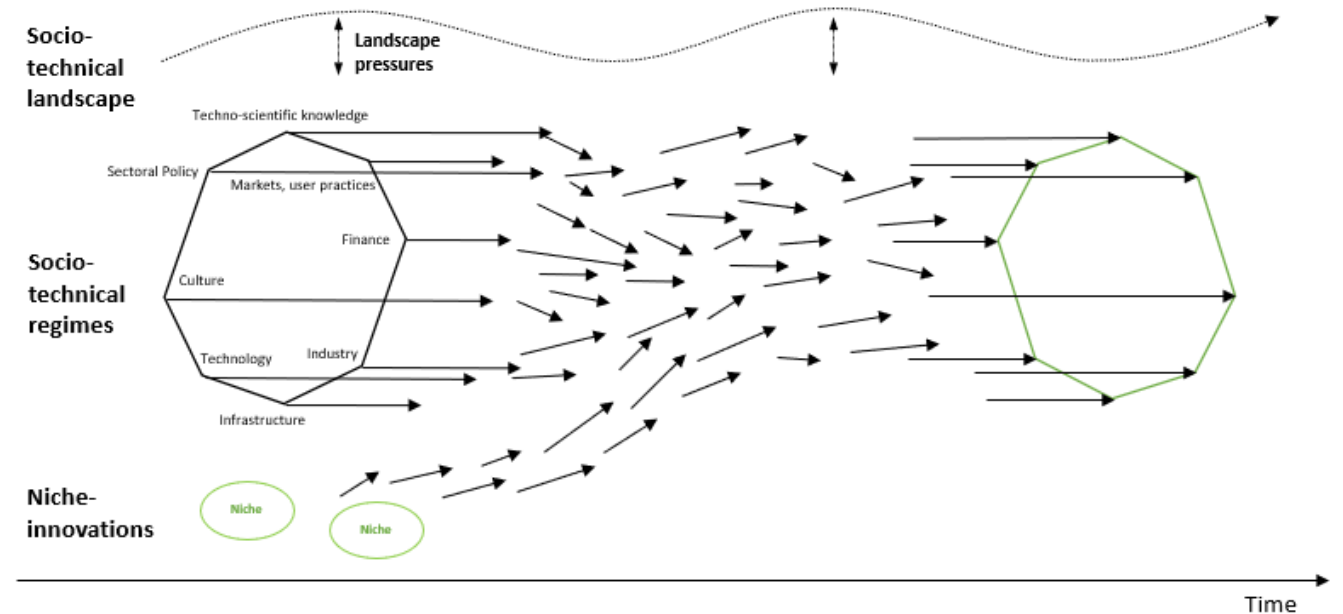 Socio-
technical
landscape
Landscape
pressures
Techno-scientific knowledge
Sectoral Policy
Markets, user practices
Finance
Socio-
technical
regimes
Culture
Technology
Industry
Infrastructure
Niche-
innovations
Niche
Niche
Time